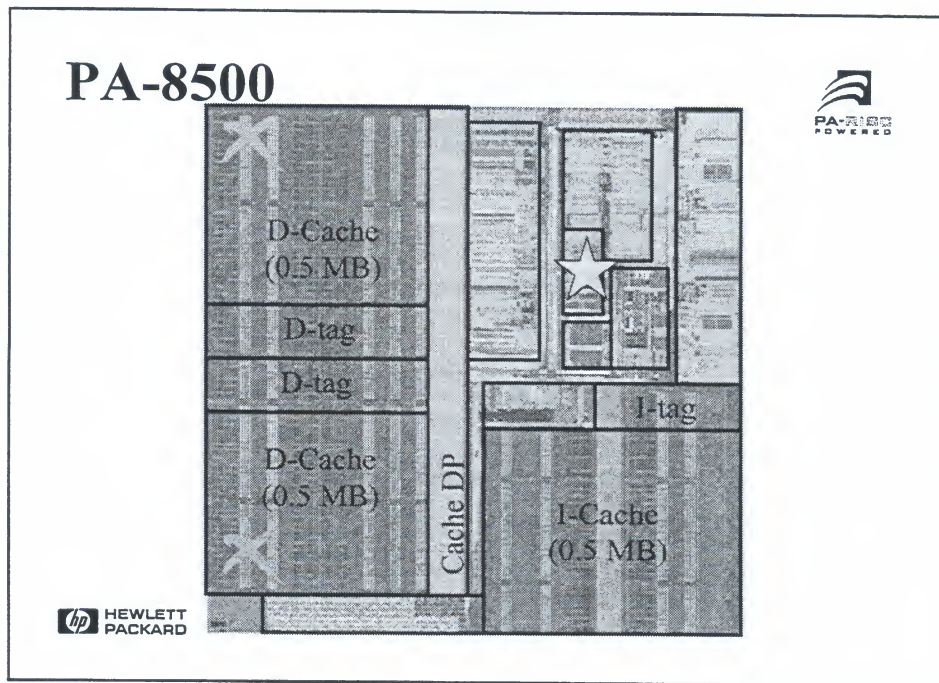 PA-8500
PA-RISC
POWERED
D-Cache
(0.5 MB)
D-tag
D-tag
D-Cache
(0.5 MB)
Cache DP
I-tag
I-Cache
(0.5 MB)
hp HEWLETT
PACKARD